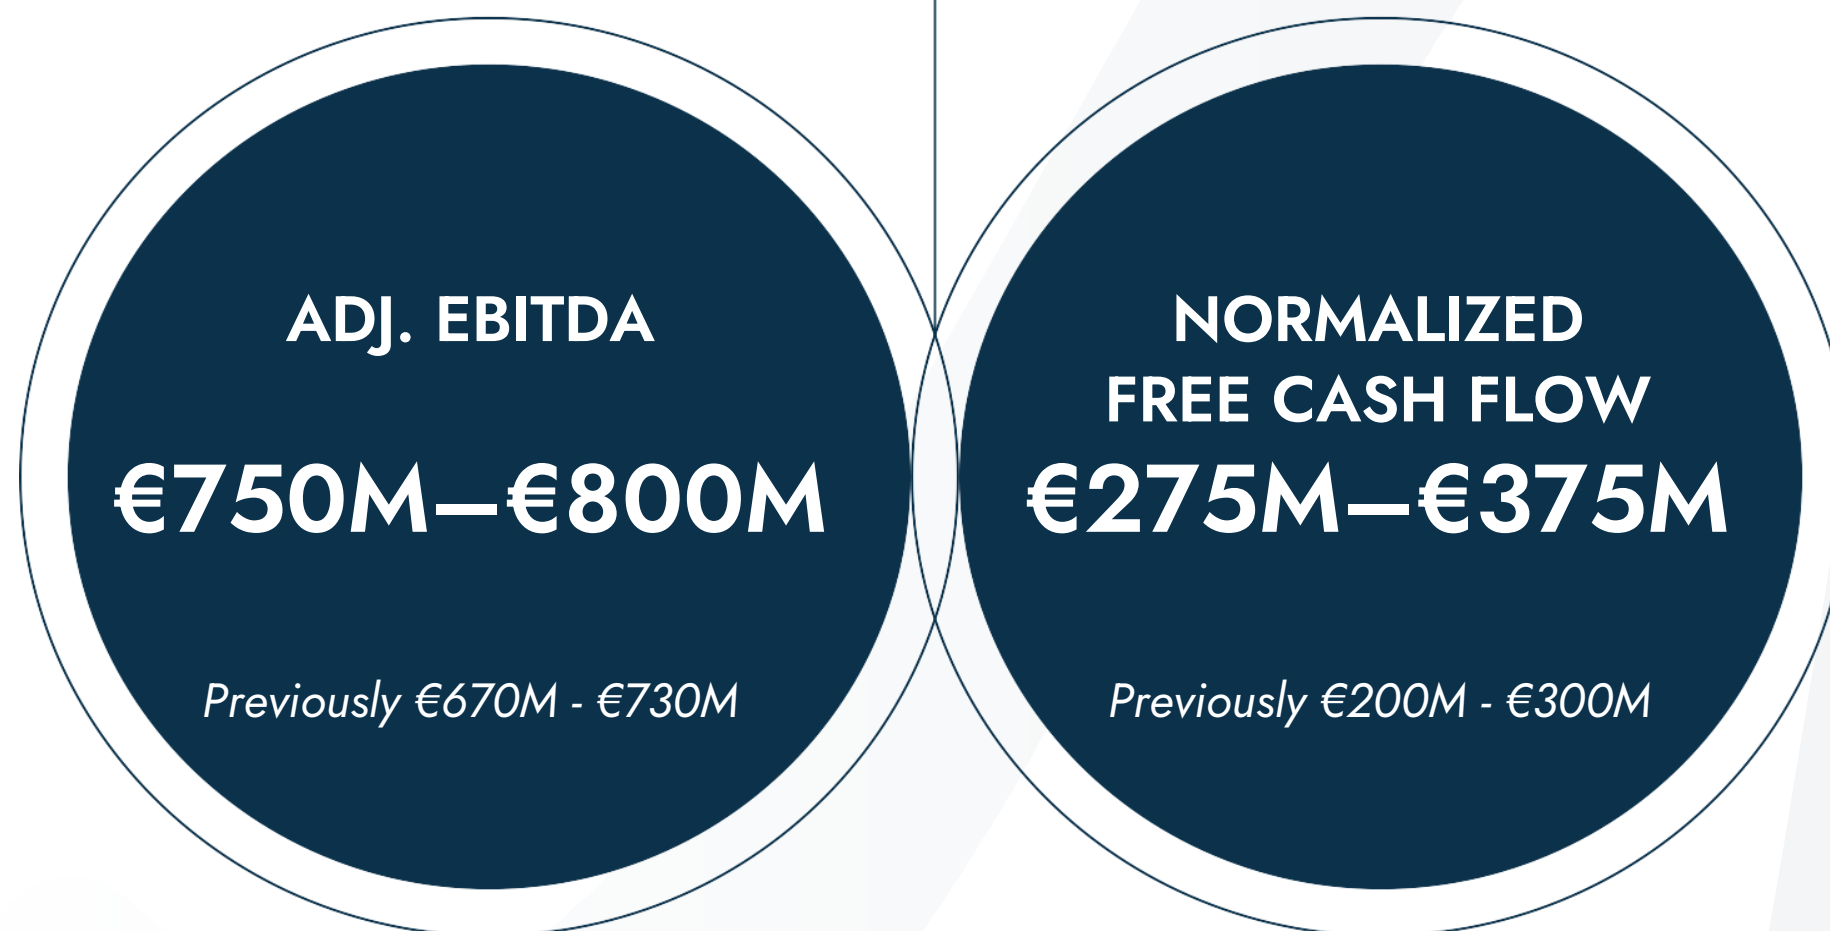 ADJ. EBITDA
€750M–€800M
Previously €670M - €730M
NORMALIZED
FREE CASH FLOW
€275M–€375M
Previously €200M - €300M